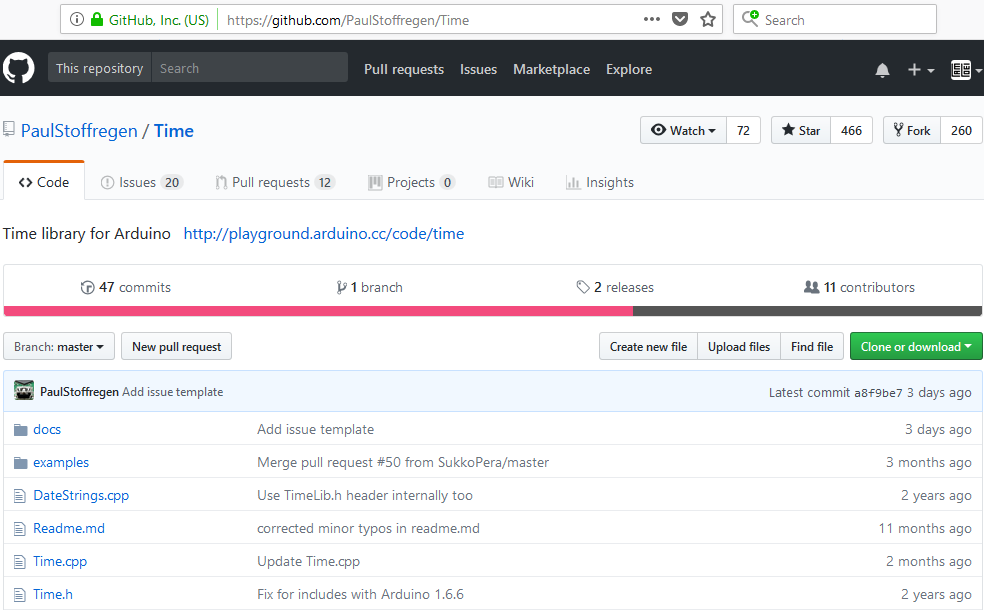 GitHub, Inc. (US) https://github.com/PaulStoffregen/Time ••• Search
This repository Search Pull requests Issues Marketplace Explore
PaulStoffregen / Time Watch 72 Star 466 Fork 260
Code Issues 20 Pull requests 12 Projects 0 Wiki Insights
Time library for Arduino http://playground.arduino.cc/code/time
47 commits 1 branch 2 releases 11 contributors
Branch: master New pull request Create new file Upload files Find file Clone or download
PaulStoffregen Add issue template Latest commit a8f9be7 3 days ago
docs Add issue template 3 days ago
examples Merge pull request #50 from SukkoPera/master 3 months ago
DateStrings.cpp Use TimeLib.h header internally too 2 years ago
Readme.md corrected minor typos in readme.md 11 months ago
Time.cpp Update Time.cpp 2 months ago
Time.h Fix for includes with Arduino 1.6.6 2 years ago